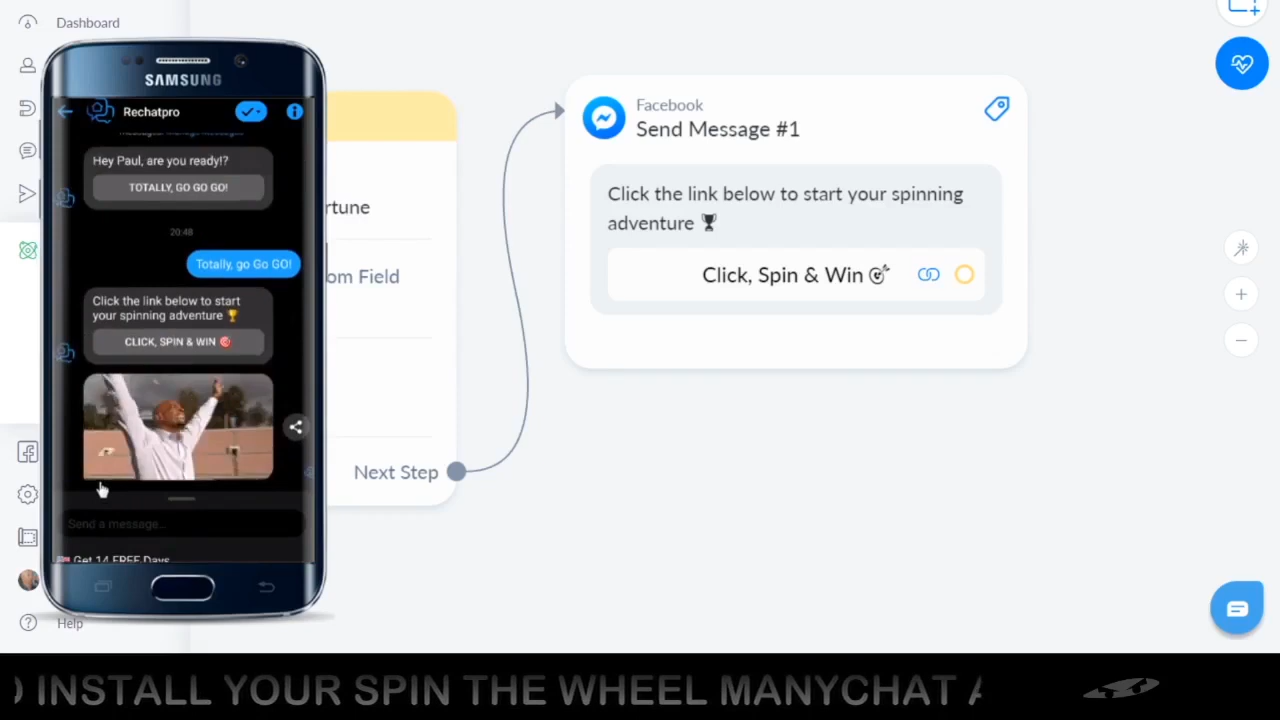 Dashboard
SAMSUNG
Rechatpro
Hey Paul, are you ready!?
TOTALLY, GO GO GO!
20:48
Totally, go Go GO!
Click the link below to start
your spinning adventure 🏆
CLICK, SPIN & WIN 🎯
Send a message...
Get 14 FREE Days
Help
rtune
om Field
Next Step
Facebook
Send Message #1
Click the link below to start your spinning
adventure 🏆
Click, Spin & Win 🎯
INSTALL YOUR SPIN THE WHEEL MANYCHAT A